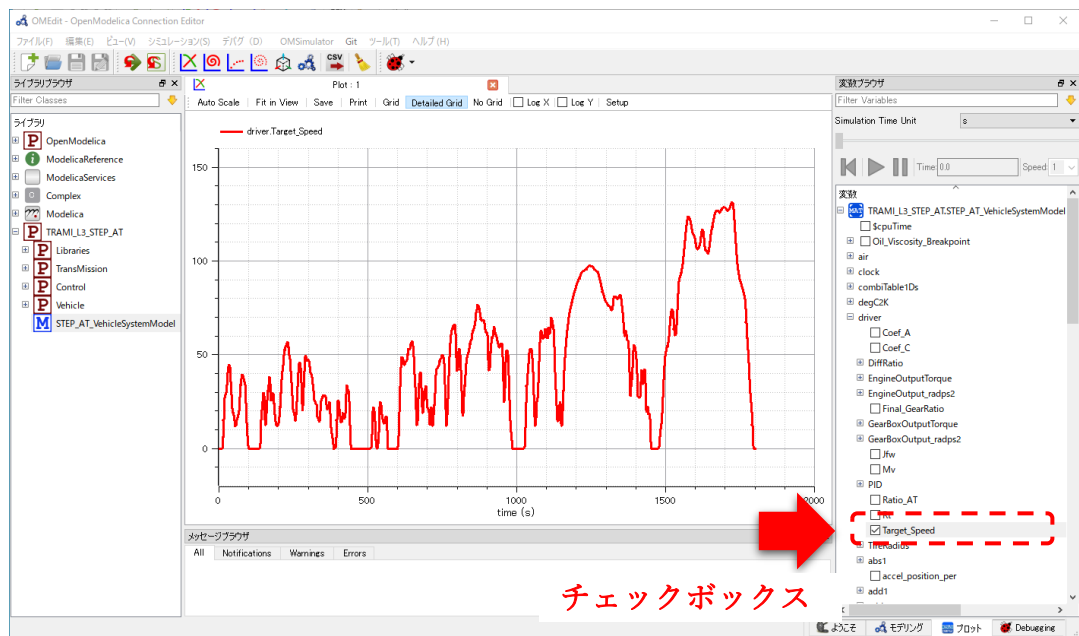 OMEdit - OpenModelica Connection Editor
ファイル(F) 編集(E) ビュー(V) シミュレーション(S) デバグ (D) OMSimulator Git ツール(T) ヘルプ (H)
CSV
ライブラリブラウザ
Filter Classes
ライブラリ
P OpenModelica
i ModelicaReference
ModelicaServices
Complex
Modelica
P TRAMI_L3_STEP_AT
P Libraries
P TransMission
P Control
P Vehicle
M STEP_AT_VehicleSystemModel
Plot : 1
Auto Scale Fit in View Save Print Grid Detailed Grid No Grid Log X Log Y Setup
driver.Target_Speed
150
100
50
0
0 500 1000 1500 2000
time (s)
メッセージブラウザ
All Notifications Warnings Errors
変数ブラウザ
Filter Variables
Simulation Time Unit s
Time: 0.0 Speed: 1
変数
MAT TRAMI_L3_STEP_AT.STEP_AT_VehicleSystemModel
$cpuTime
Oil_Viscosity_Breakpoint
air
clock
combiTable1Ds
degC2K
driver
Coef_A
Coef_C
DiffRatio
EngineOutputTorque
EngineOutput_radps2
Final_GearRatio
GearBoxOutputTorque
GearBoxOutput_radps2
Jfw
Mv
PID
Ratio_AT
Target_Speed
TireRadius
abs1
accel_position_per
add1
チェックボックス
ようこそ モデリング プロット Debugging